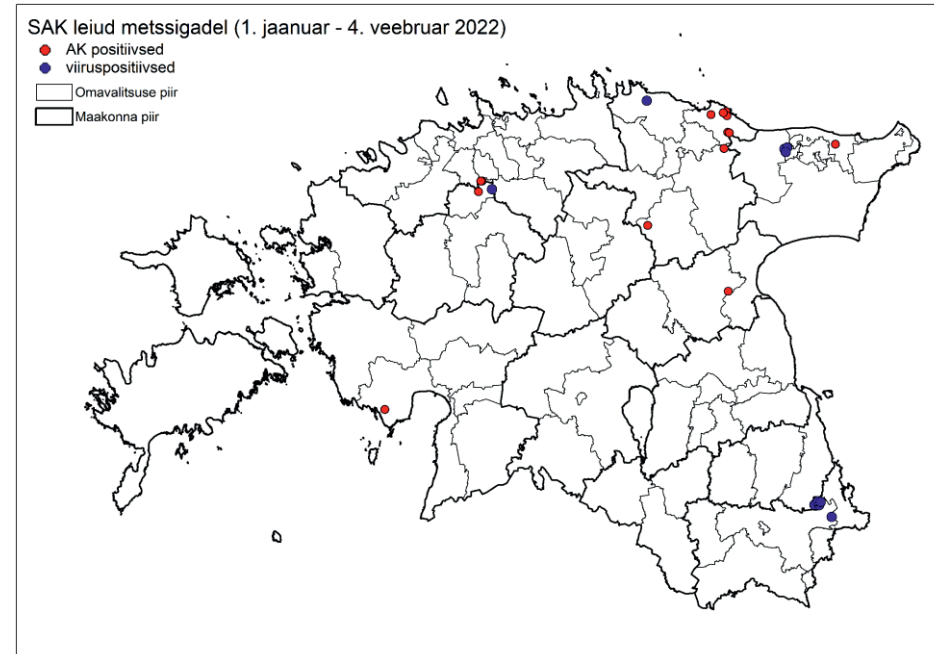 SAK leiud metssigadel (1. jaanuar - 4. veebruar 2022)
AK positiivsed
viiruspositiivsed
Omavalitsuse piir
Maakonna piir